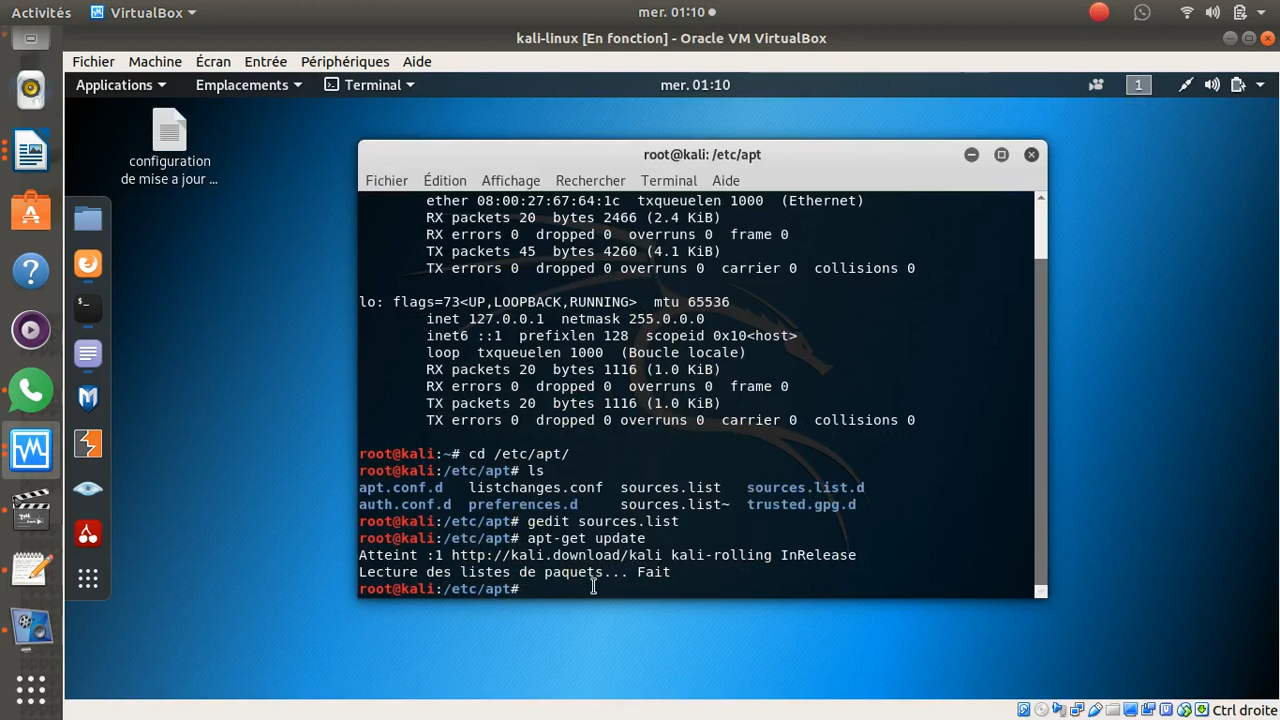 Activités VirtualBox mer. 01:10
kali-linux [En fonction] - Oracle VM VirtualBox
Fichier Machine Écran Entrée Périphériques Aide
Applications Emplacements Terminal mer. 01:10 1
configuration
de mise a jour ...
root@kali: /etc/apt
Fichier Édition Affichage Rechercher Terminal Aide
ether 08:00:27:67:64:1c txqueuelen 1000 (Ethernet)
RX packets 20 bytes 2466 (2.4 KiB)
RX errors 0 dropped 0 overruns 0 frame 0
TX packets 45 bytes 4260 (4.1 KiB)
TX errors 0 dropped 0 overruns 0 carrier 0 collisions 0
lo: flags=73<UP,LOOPBACK,RUNNING> mtu 65536
inet 127.0.0.1 netmask 255.0.0.0
inet6 ::1 prefixlen 128 scopeid 0x10<host>
loop txqueuelen 1000 (Boucle locale)
RX packets 20 bytes 1116 (1.0 KiB)
RX errors 0 dropped 0 overruns 0 frame 0
TX packets 20 bytes 1116 (1.0 KiB)
TX errors 0 dropped 0 overruns 0 carrier 0 collisions 0
root@kali:~# cd /etc/apt/
root@kali:/etc/apt# ls
apt.conf.d listchanges.conf sources.list sources.list.d
auth.conf.d preferences.d sources.list~ trusted.gpg.d
root@kali:/etc/apt# gedit sources.list
root@kali:/etc/apt# apt-get update
Atteint :1 http://kali.download/kali kali-rolling InRelease
Lecture des listes de paquets... Fait
root@kali:/etc/apt#
Ctrl droite